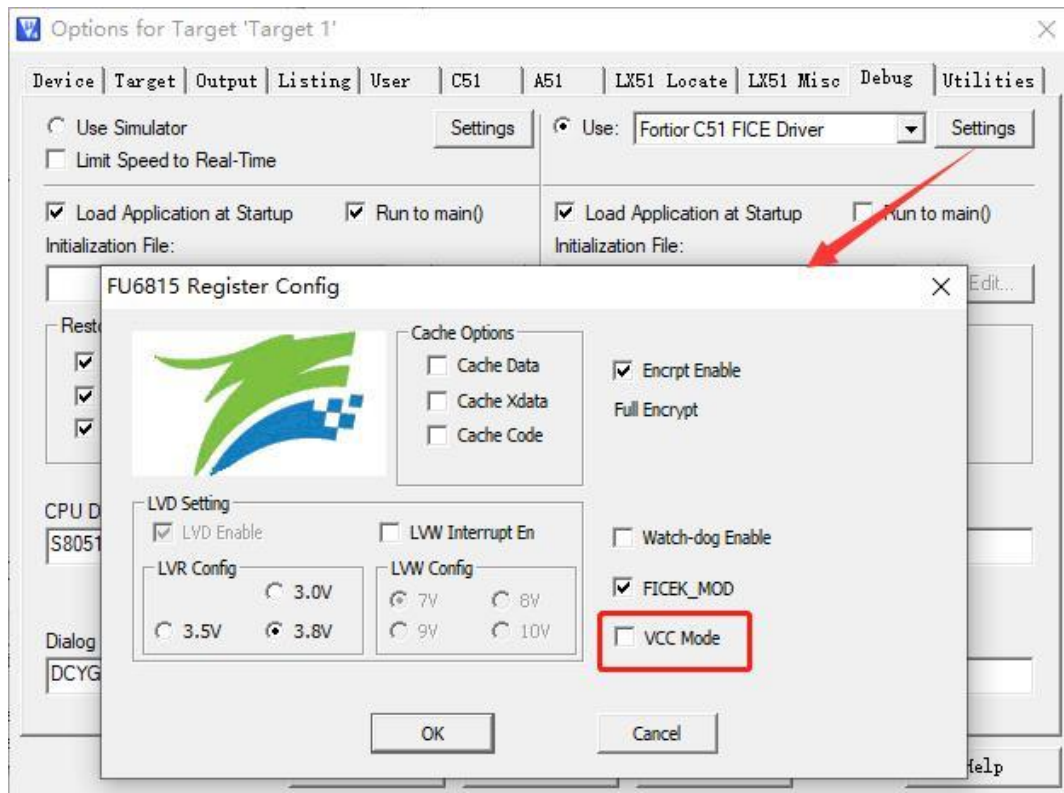 Options for Target 'Target 1'
Device Target Output Listing User C51 A51 LX51 Locate LX51 Misc Debug Utilities
Use Simulator
Settings
Limit Speed to Real-Time
Use: Fortior C51 FICE Driver
Settings
Load Application at Startup Run to main()
Initialization File:
Load Application at Startup Run to main()
Initialization File:
Edit...
CPU D
S8051
Dialog
DCYG
FU6815 Register Config
Cache Options
Cache Data
Cache Xdata
Cache Code
Encrpt Enable
Full Encrypt
LVD Setting
LVD Enable
LVW Interrupt En
LVR Config
3.0V
3.5V 3.8V
LVW Config
7V 8V
9V 10V
Watch-dog Enable
FICEK_MOD
VCC Mode
OK Cancel